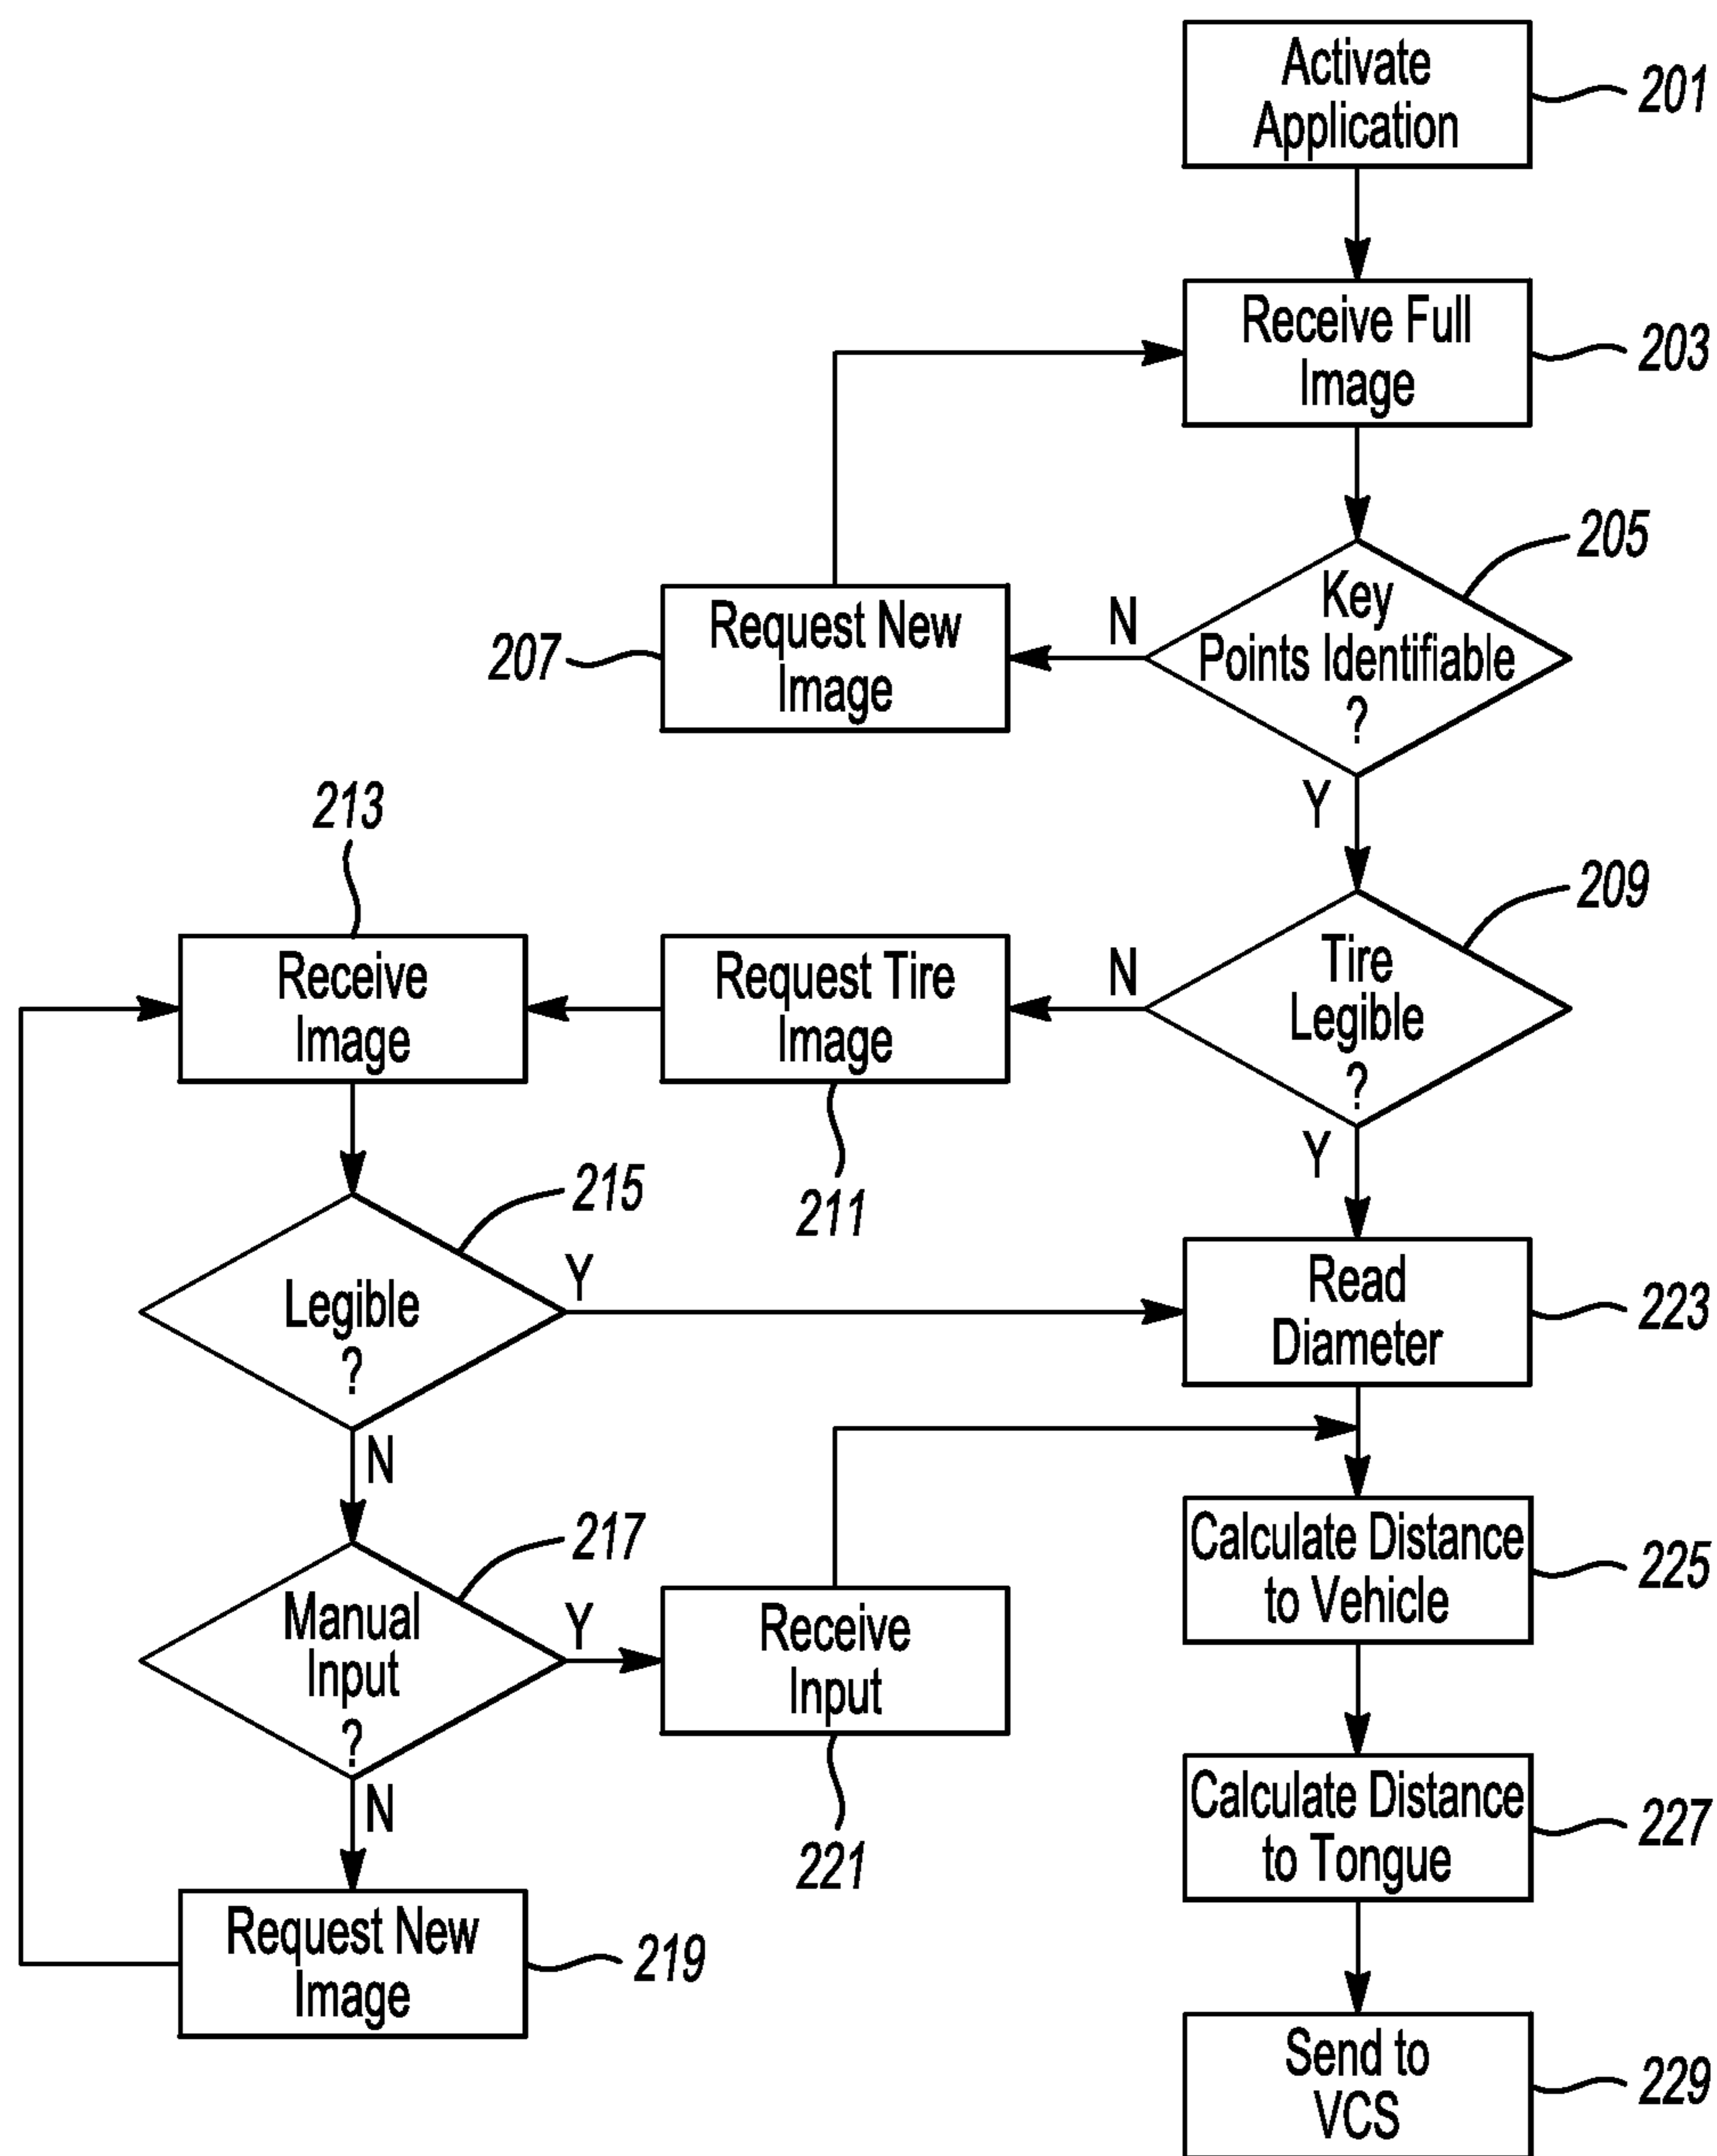 Activate
Application
201
Receive Full
Image
203
Key
Points Identifiable
?
205
N
Request New
Image
207
Y
Tire
Legible
?
209
N
Request Tire
Image
211
Receive
Image
213
Y
Legible
?
215
Y
Read
Diameter
223
N
Manual
Input
?
217
Y
Receive
Input
221
Calculate Distance
to Vehicle
225
N
Request New
Image
219
Calculate Distance
to Tongue
227
Send to
VCS
229